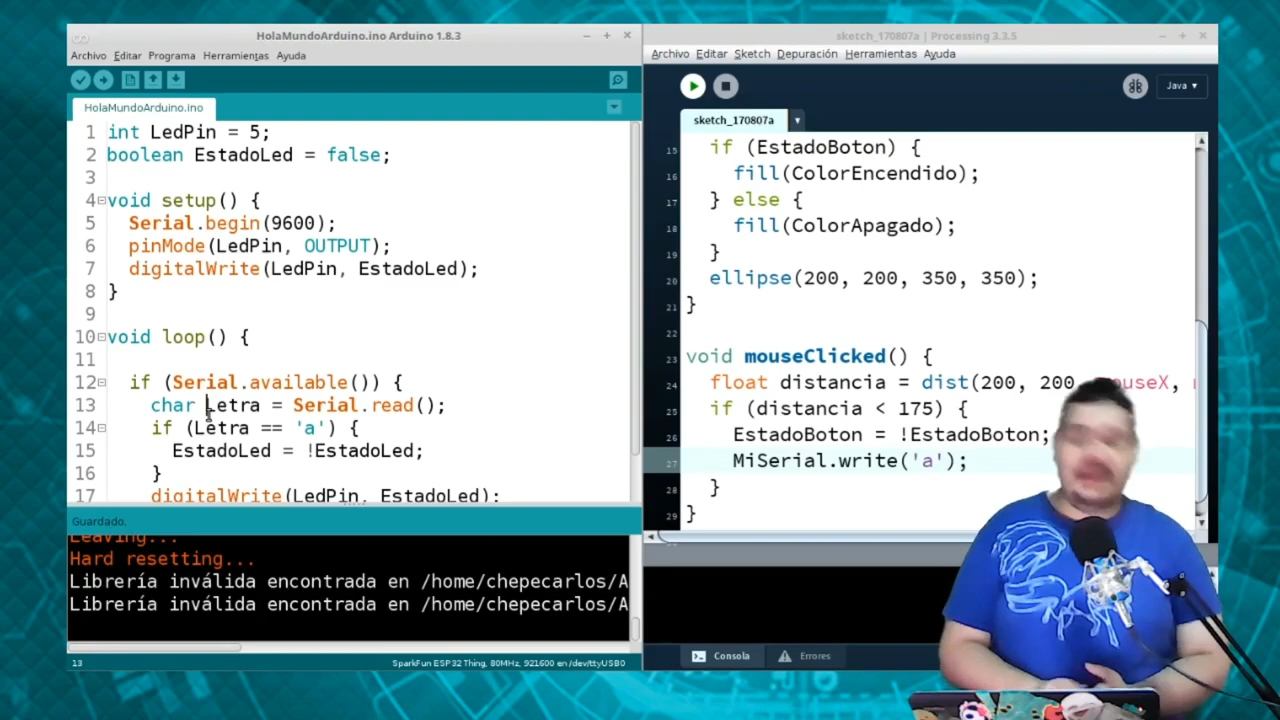 HolaMundoArduino.ino Arduino 1.8.3
Archivo Editar Programa Herramientas Ayuda
HolaMundoArduino.ino
1 int LedPin = 5;
2 boolean EstadoLed = false;
3
4 void setup() {
5 Serial.begin(9600);
6 pinMode(LedPin, OUTPUT);
7 digitalWrite(LedPin, EstadoLed);
8 }
9
10 void loop() {
11
12 if (Serial.available()) {
13 char Letra = Serial.read();
14 if (Letra == 'a') {
15 EstadoLed = !EstadoLed;
16 }
17 digitalWrite(LedPin, EstadoLed);
Guardado.
Leaving...
Hard resetting...
Librería inválida encontrada en /home/chepecarlos/A
Librería inválida encontrada en /home/chepecarlos/A
13
SparkFun ESP32 Thing, 80MHz, 921600 en /dev/ttyUSB0
sketch_170807a | Processing 3.3.5
Archivo Editar Sketch Depuración Herramientas Ayuda
Java
sketch_170807a
15 if (EstadoBoton) {
16 fill(ColorEncendido);
17 } else {
18 fill(ColorApagado);
19 }
20 ellipse(200, 200, 350, 350);
21 }
22
23 void mouseClicked() {
24 float distancia = dist(200, 200,
25 if (distancia < 175) {
26 EstadoBoton = !EstadoBoton;
27 MiSerial.write('a');
28 }
29 }
Consola Errores